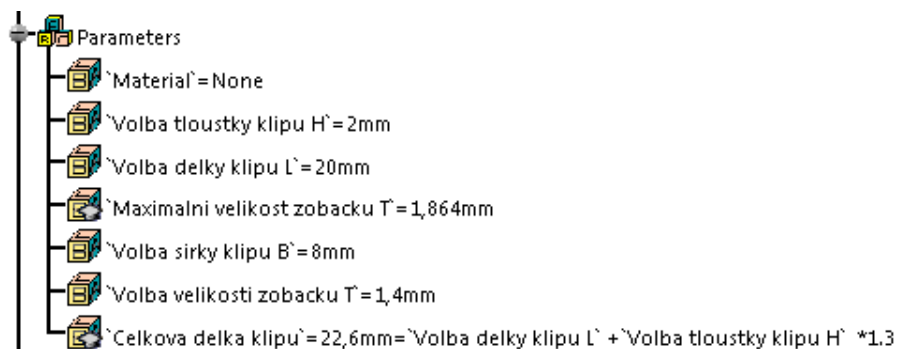 Parameters
`Material`=None
`Volba tloustky klipu H`=2mm
`Volba delky klipu L`=20mm
`Maximalni velikost zobacku T`=1,864mm
`Volba sirky klipu B`=8mm
`Volba velikosti zobacku T`=1,4mm
`Celkova delka klipu`=22,6mm=`Volba delky klipu L` +`Volba tloustky klipu H` *1.3